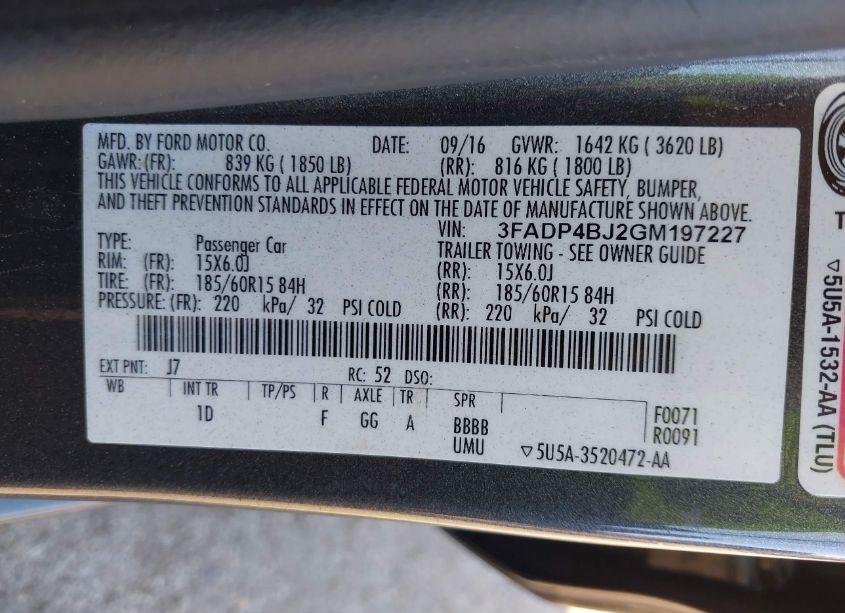 MFD. BY FORD MOTOR CO. DATE: 09/16 GVWR: 1642 KG ( 3620 LB)
GAWR: (FR): 839 KG ( 1850 LB) (RR): 816 KG ( 1800 LB)
THIS VEHICLE CONFORMS TO ALL APPLICABLE FEDERAL MOTOR VEHICLE SAFETY, BUMPER,
AND THEFT PREVENTION STANDARDS IN EFFECT ON THE DATE OF MANUFACTURE SHOWN ABOVE.
VIN: 3FADP4BJ2GM197227
TYPE: Passenger Car TRAILER TOWING - SEE OWNER GUIDE
RIM: (FR): 15X6.0J (RR): 15X6.0J
TIRE: (FR): 185/60R15 84H (RR): 185/60R15 84H
PRESSURE: (FR): 220 kPa/ 32 PSI COLD (RR): 220 kPa/ 32 PSI COLD
EXT PNT: J7 RC: 52 DSO:
WB INT TR TP/PS R AXLE TR SPR
1D F GG A BBBB
UMU
F0071
R0091
▽5U5A-3520472-AA
T
▽5U5A-1532-AA (TLU)